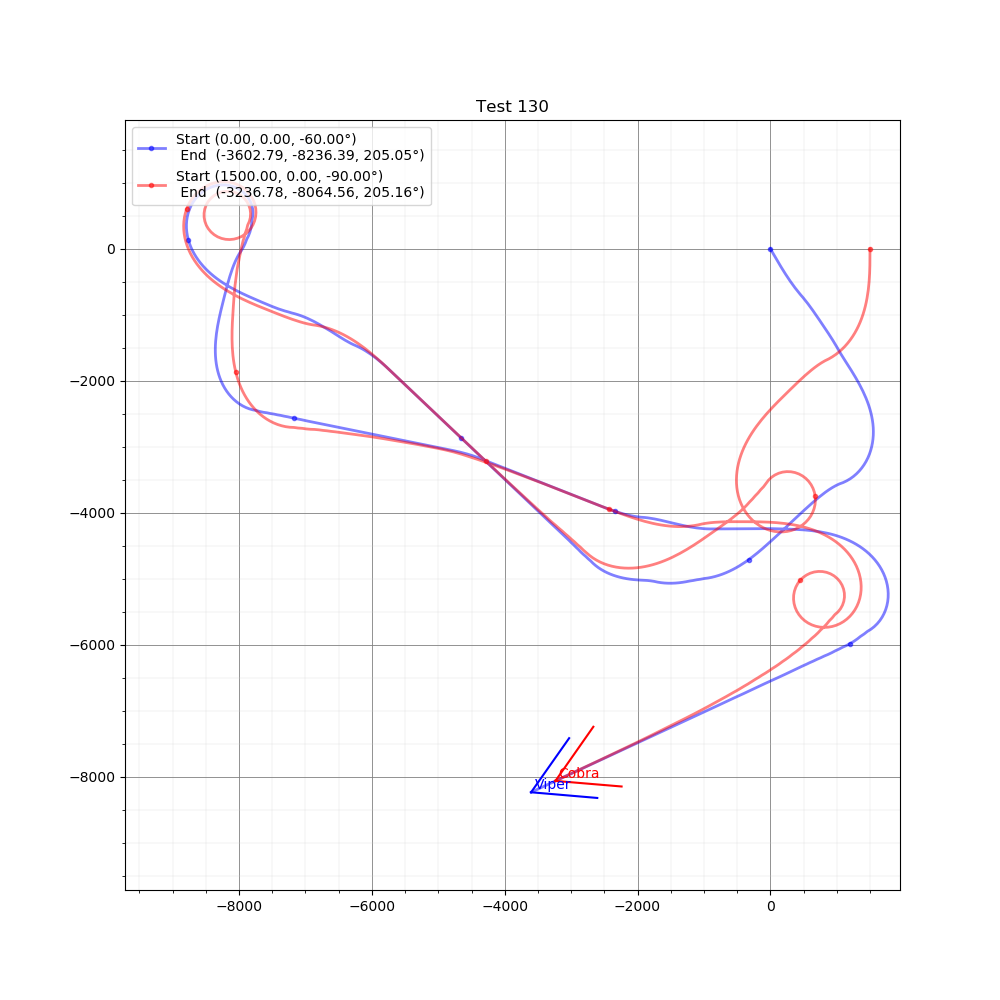 Test 130
Start (0.00, 0.00, -60.00°)
End  (-3602.79, -8236.39, 205.05°)
Start (1500.00, 0.00, -90.00°)
End  (-3236.78, -8064.56, 205.16°)
0
−2000
−4000
−6000
−8000
Cobra
Viper
−8000 −6000 −4000 −2000 0